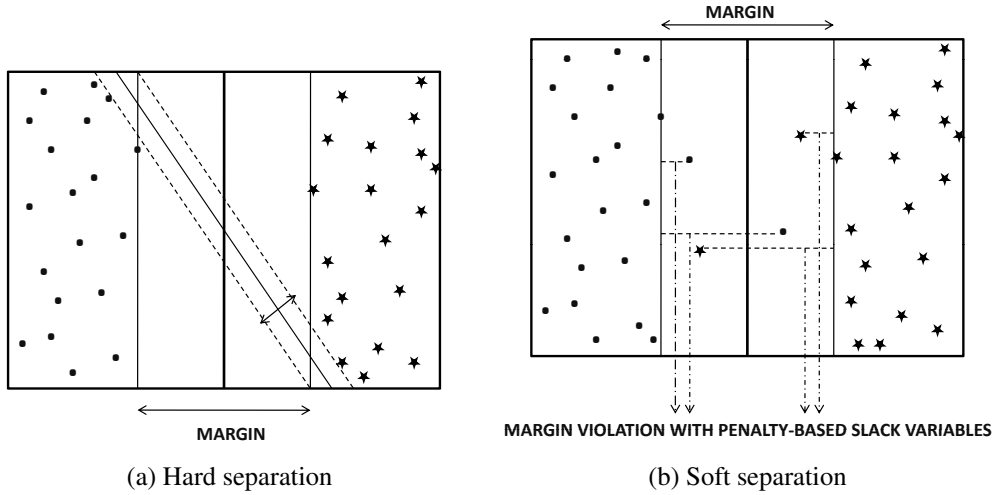 MARGIN
MARGIN
MARGIN VIOLATION WITH PENALTY-BASED SLACK VARIABLES
(a) Hard separation
(b) Soft separation